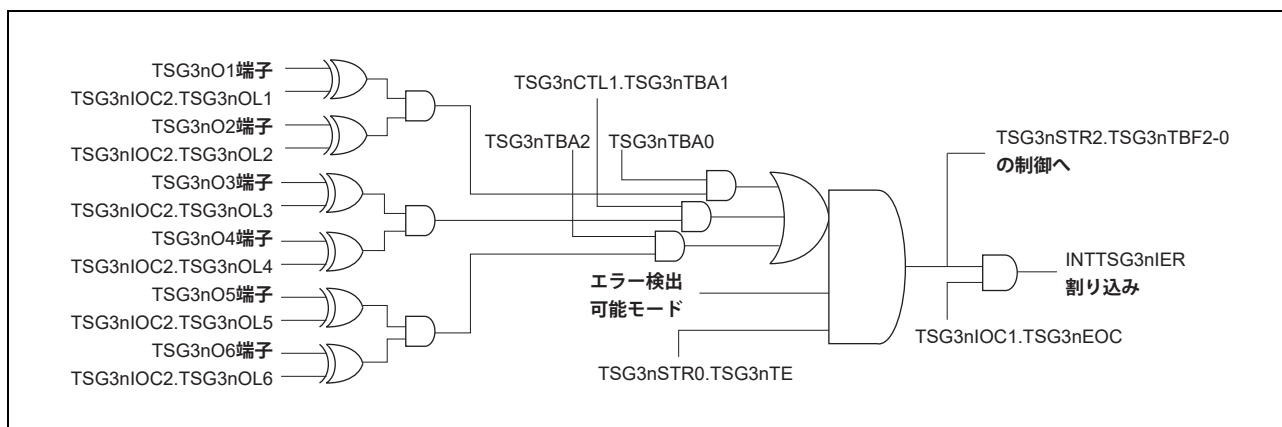 TSG3nO1端子
TSG3nIOC2.TSG3nOL1
TSG3nO2端子
TSG3nIOC2.TSG3nOL2
TSG3nO3端子
TSG3nIOC2.TSG3nOL3
TSG3nO4端子
TSG3nIOC2.TSG3nOL4
TSG3nO5端子
TSG3nIOC2.TSG3nOL5
TSG3nO6端子
TSG3nIOC2.TSG3nOL6
TSG3nCTL1.TSG3nTBA1
TSG3nTBA2
TSG3nTBA0
エラー検出
可能モード
TSG3nSTR0.TSG3nTE
TSG3nSTR2.TSG3nTBF2-0
の制御へ
INTTSG3nIER
割り込み
TSG3nIOC1.TSG3nEOC